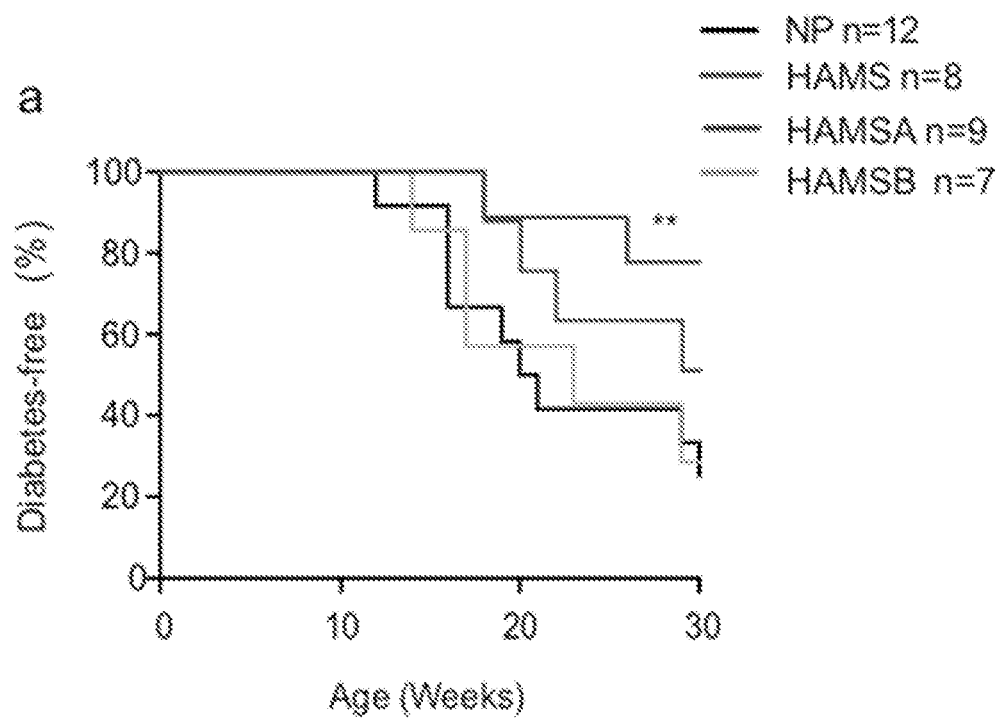 a
NP n=12
HAMS n=8
HAMSA n=9
HAMSB n=7
Diabetes-free (%)
100
80
60
40
20
0
**
0 10 20 30
Age (Weeks)